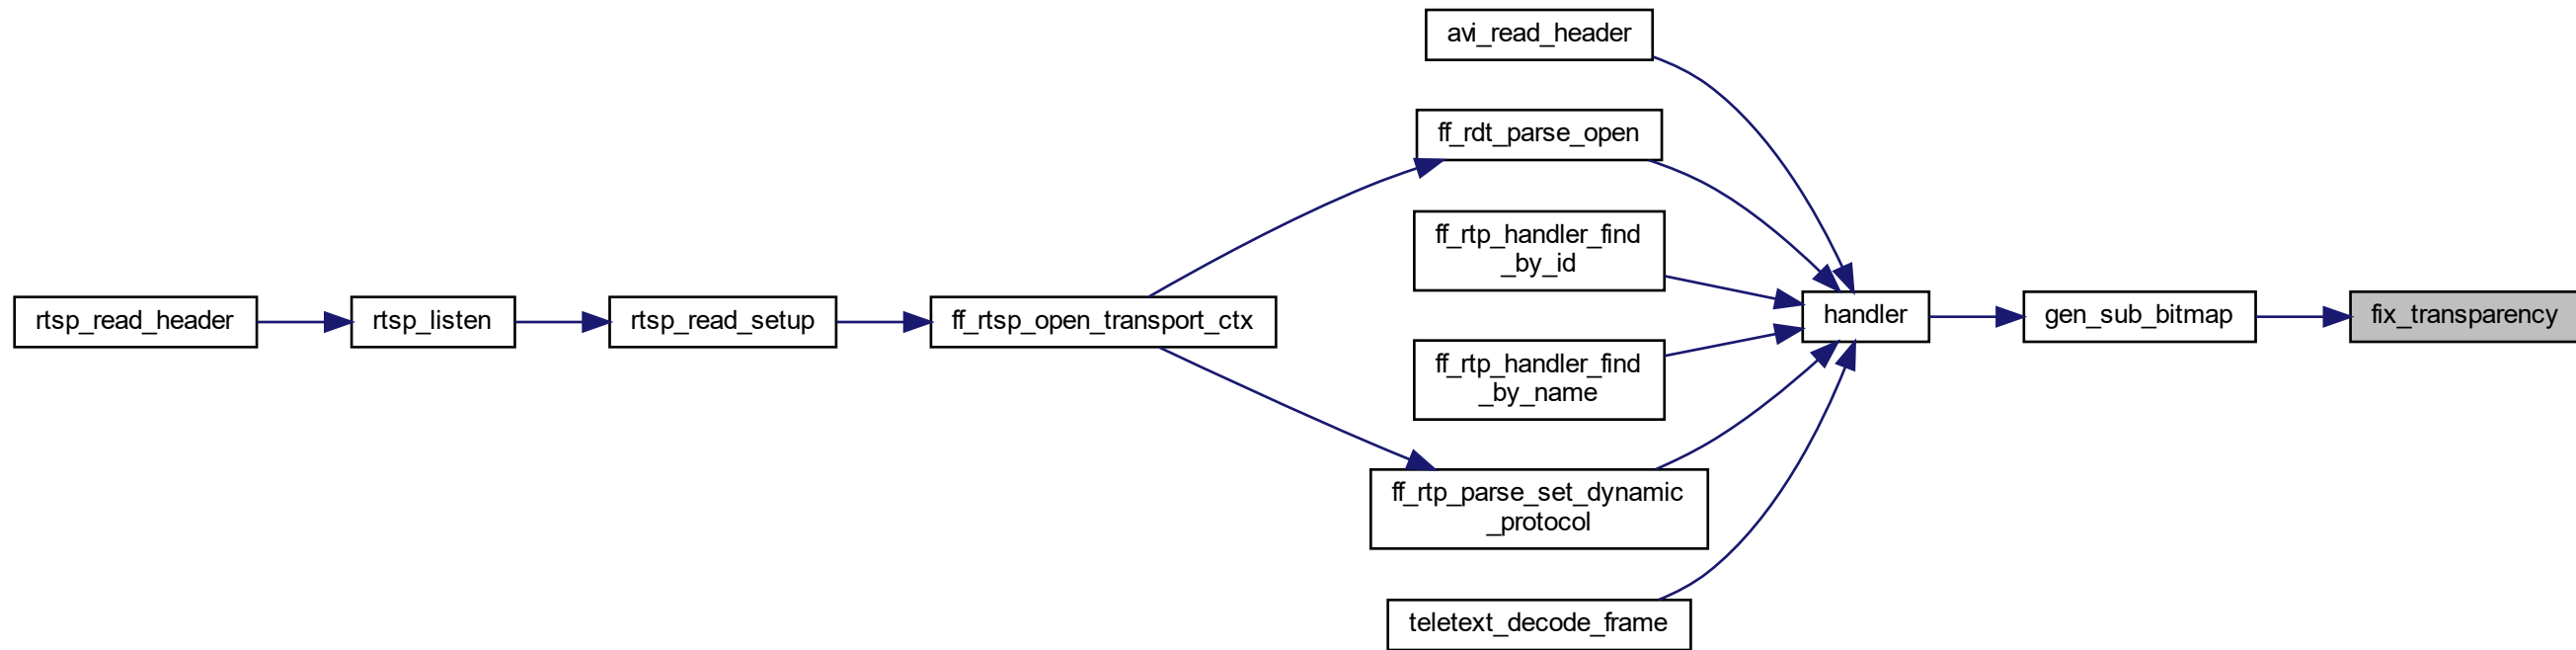 avi_read_header
ff_rdt_parse_open
ff_rtp_handler_find
_by_id
rtsp_read_header
rtsp_listen
rtsp_read_setup
ff_rtsp_open_transport_ctx
handler
gen_sub_bitmap
fix_transparency
ff_rtp_handler_find
_by_name
ff_rtp_parse_set_dynamic
_protocol
teletext_decode_frame